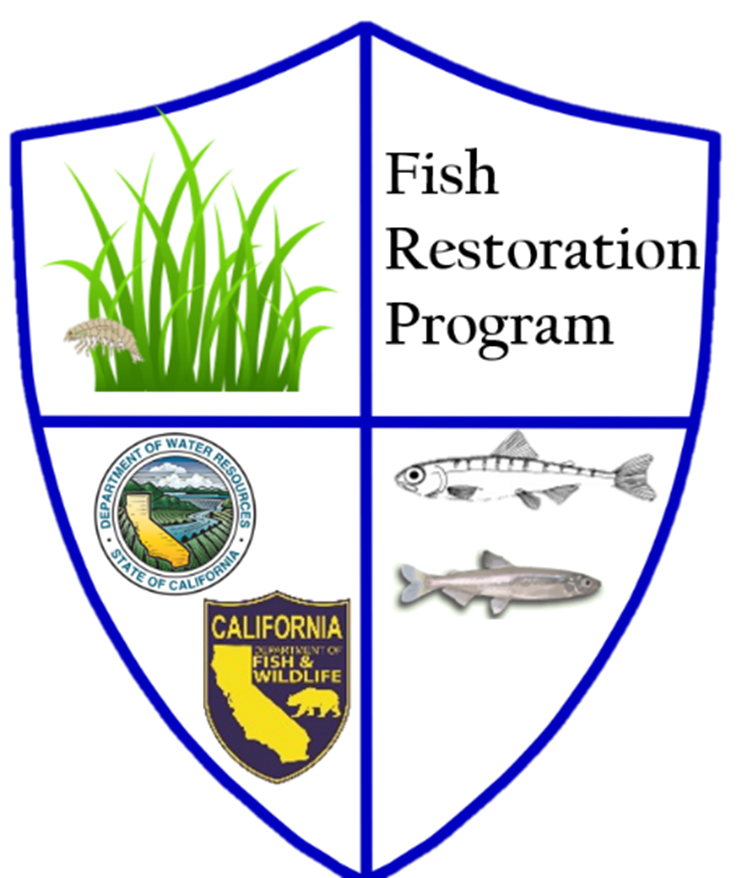 Fish
Restoration
Program
DEPARTMENT OF WATER RESOURCES
• STATE OF CALIFORNIA •
CALIFORNIA
DEPARTMENT OF
FISH &
WILDLIFE